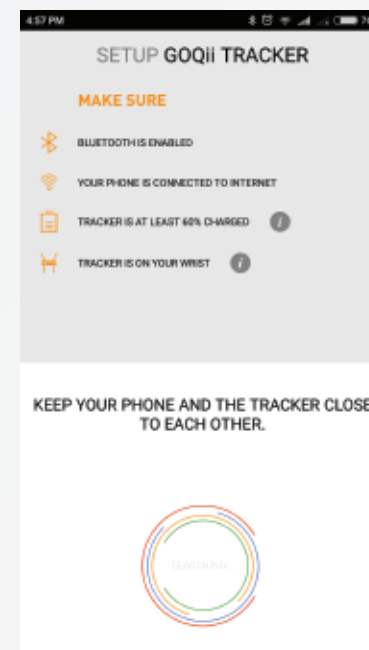 4:57 PM
SETUP GOQii TRACKER
MAKE SURE
BLUETOOTH IS ENABLED
YOUR PHONE IS CONNECTED TO INTERNET
TRACKER IS AT LEAST 60% CHARGED i
TRACKER IS ON YOUR WRIST i
KEEP YOUR PHONE AND THE TRACKER CLOSE
TO EACH OTHER.
SEARCHING...